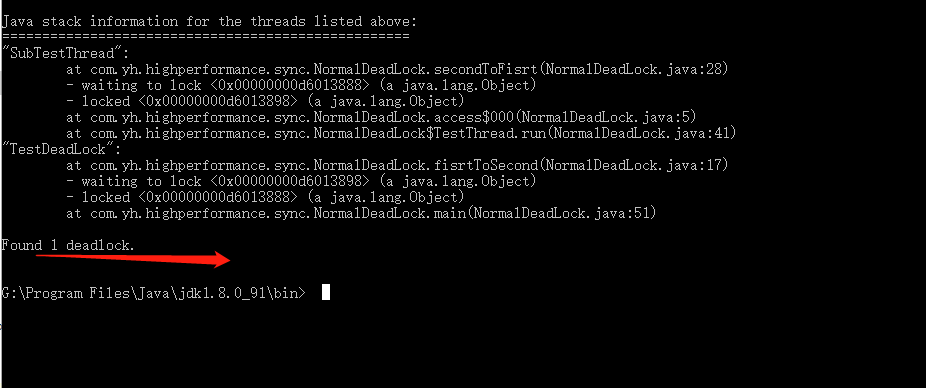 Java stack information for the threads listed above:
===================================================
"SubTestThread":
        at com.yh.highperformance.sync.NormalDeadLock.secondToFisrt(NormalDeadLock.java:28)
        - waiting to lock <0x00000000d6013888> (a java.lang.Object)
        - locked <0x00000000d6013898> (a java.lang.Object)
        at com.yh.highperformance.sync.NormalDeadLock.access$000(NormalDeadLock.java:5)
        at com.yh.highperformance.sync.NormalDeadLock$TestThread.run(NormalDeadLock.java:41)
"TestDeadLock":
        at com.yh.highperformance.sync.NormalDeadLock.fisrtToSecond(NormalDeadLock.java:17)
        - waiting to lock <0x00000000d6013898> (a java.lang.Object)
        - locked <0x00000000d6013888> (a java.lang.Object)
        at com.yh.highperformance.sync.NormalDeadLock.main(NormalDeadLock.java:51)
Found 1 deadlock.
G:\Program Files\Java\jdk1.8.0_91\bin>